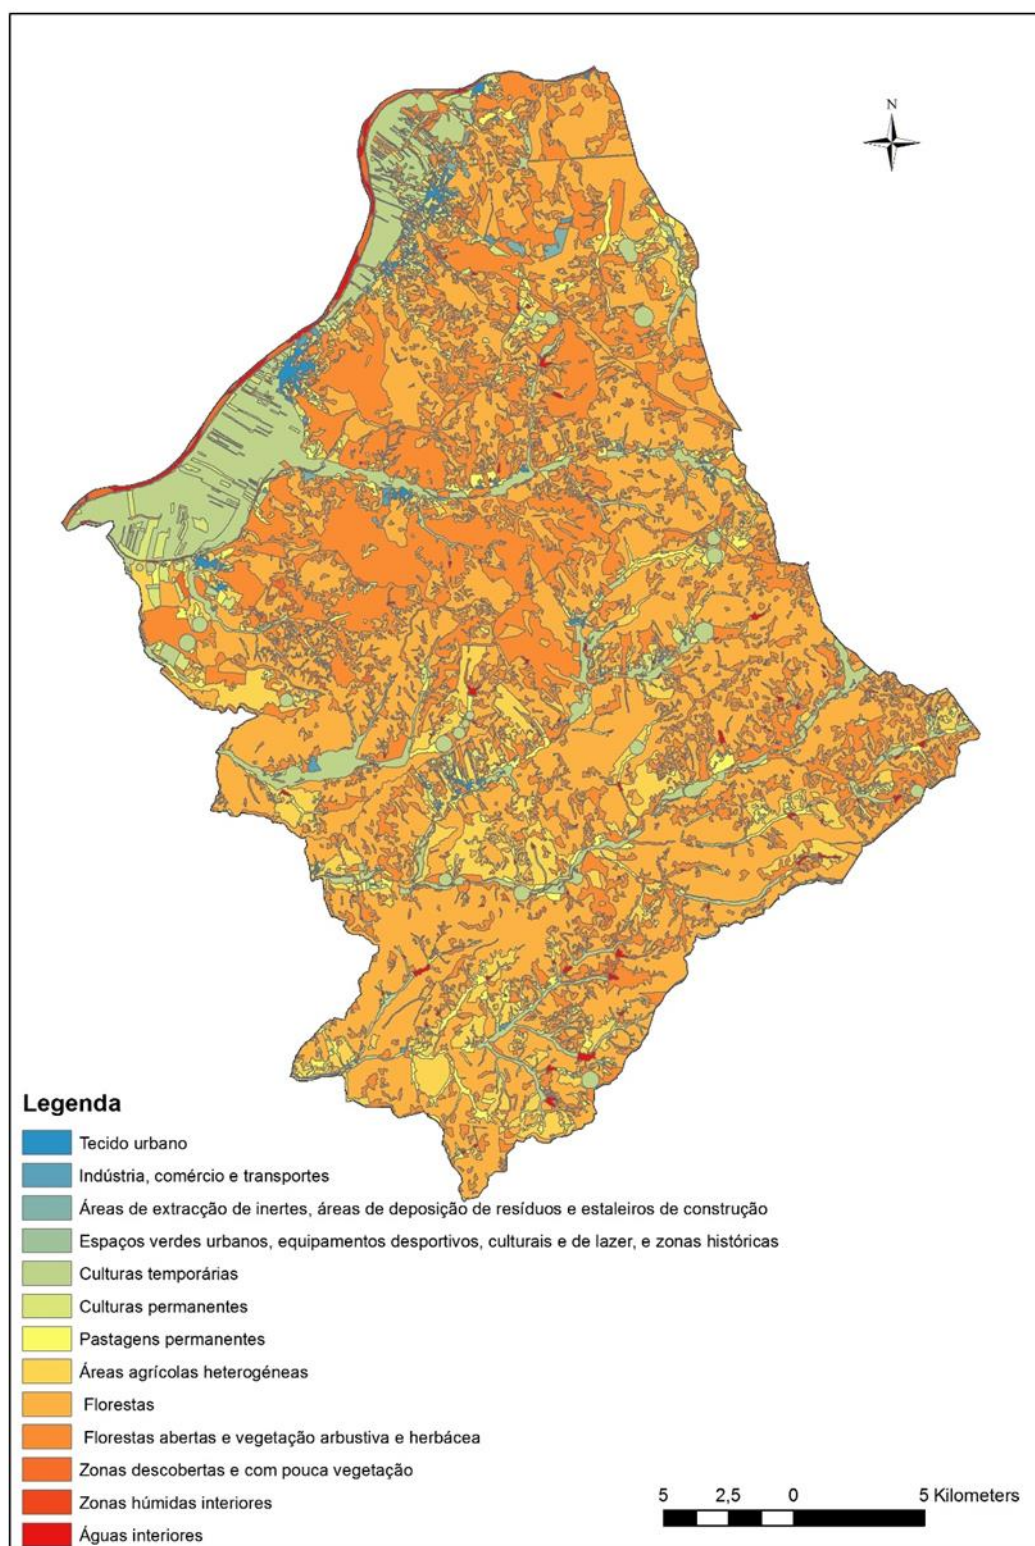 N
Legenda
Tecido urbano
Indústria, comércio e transportes
Áreas de extracção de inertes, áreas de deposição de resíduos e estaleiros de construção
Espaços verdes urbanos, equipamentos desportivos, culturais e de lazer, e zonas históricas
Culturas temporárias
Culturas permanentes
Pastagens permanentes
Áreas agrícolas heterogéneas
Florestas
Florestas abertas e vegetação arbustiva e herbácea
Zonas descobertas e com pouca vegetação
Zonas húmidas interiores
Águas interiores
5 2,5 0 5 Kilometers